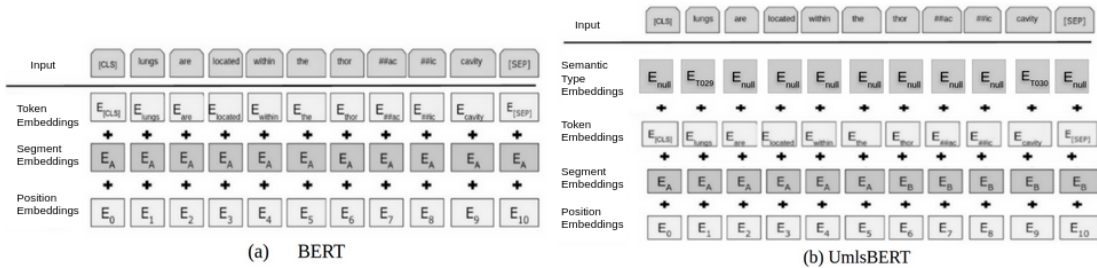 Input [CLS] lungs are located within the thor ##ac ##ic cavity [SEP]
Token Embeddings E[CLS] Elungs Eare Elocated Ewithin Ethe Ethor E##ac E##ic Ecavity E[SEP]
Segment Embeddings EA EA EA EA EA EA EA EA EA EA EA
Position Embeddings E0 E1 E2 E3 E4 E5 E6 E7 E8 E9 E10
(a) BERT
Input [CLS] lungs are located within the thor ##ac ##ic cavity [SEP]
Semantic Type Embeddings Enull ET029 Enull Enull Enull Enull Enull Enull Enull ET030 Enull
Token Embeddings E[CLS] Elungs Eare Elocated Ewithin Ethe Ethor E##ac E##ic Ecavity E[SEP]
Segment Embeddings EA EA EA EA EA EA EB EB EB EB EB
Position Embeddings E0 E1 E2 E3 E4 E5 E6 E7 E8 E9 E10
(b) UmlsBERT